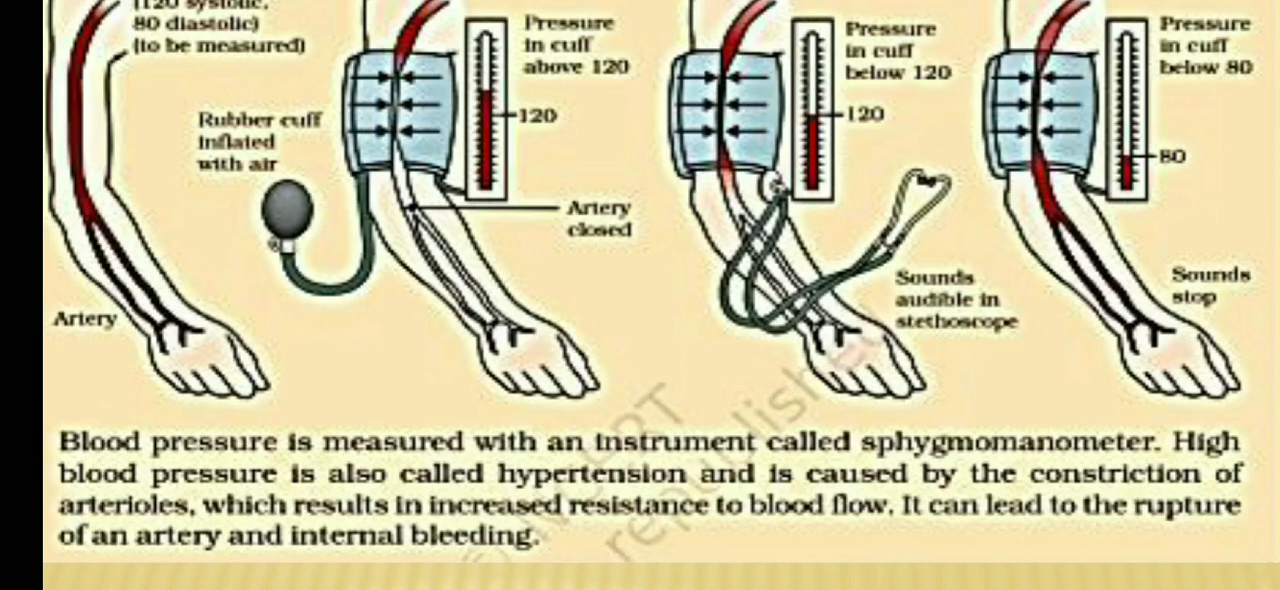 (120 systolic,
80 diastolic)
(to be measured)
Rubber cuff
inflated
with air
Artery
Pressure
in cuff
above 120
120
Artery
closed
Pressure
in cuff
below 120
120
Sounds
audible in
stethoscope
Pressure
in cuff
below 80
80
Sounds
stop
Blood pressure is measured with an instrument called sphygmomanometer. High
blood pressure is also called hypertension and is caused by the constriction of
arterioles, which results in increased resistance to blood flow. It can lead to the rupture
of an artery and internal bleeding.
republished